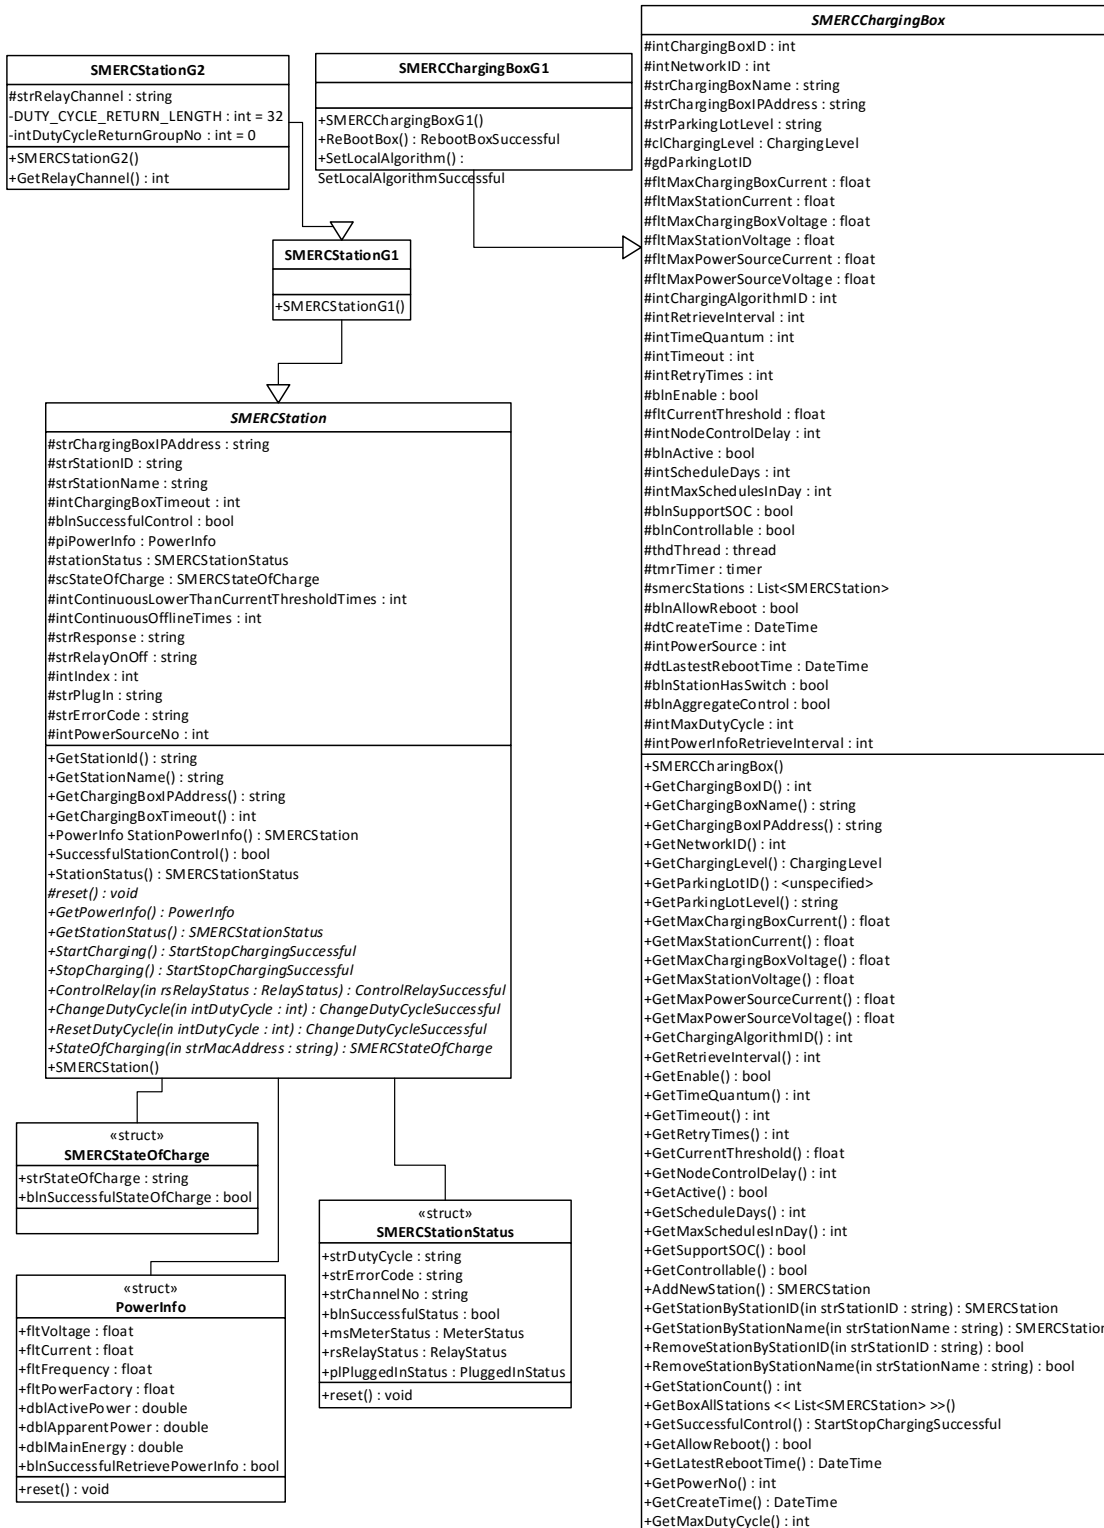 SMERCStationG2
#strRelayChannel : string
-DUTY_CYCLE_RETURN_LENGTH : int = 32
-intDutyCycleReturnGroupNo : int = 0
+SMERCStationG2()
+GetRelayChannel() : int
SMERCChargingBoxG1
+SMERCChargingBoxG1()
+ReBootBox() : RebootBoxSuccessful
+SetLocalAlgorithm() :
SetLocalAlgorithmSuccessful
SMERCStationG1
+SMERCStationG1()
SMERCStation
#strChargingBoxIPAddress : string
#strStationID : string
#strStationName : string
#intChargingBoxTimeout : int
#blnSuccessfulControl : bool
#piPowerInfo : PowerInfo
#stationStatus : SMERCStationStatus
#scStateOfCharge : SMERCStateOfCharge
#intContinuousLowerThanCurrentThresholdTimes : int
#intContinuousOfflineTimes : int
#strResponse : string
#strRelayOnOff : string
#intIndex : int
#strPlugIn : string
#strErrorCode : string
#intPowerSourceNo : int
+GetStationId() : string
+GetStationName() : string
+GetChargingBoxIPAddress() : string
+GetChargingBoxTimeout() : int
+PowerInfo StationPowerInfo() : SMERCStation
+SuccessfulStationControl() : bool
+StationStatus() : SMERCStationStatus
#reset() : void
+GetPowerInfo() : PowerInfo
+GetStationStatus() : SMERCStationStatus
+StartCharging() : StartStopChargingSuccessful
+StopCharging() : StartStopChargingSuccessful
+ControlRelay(in rsRelayStatus : RelayStatus) : ControlRelaySuccessful
+ChangeDutyCycle(in intDutyCycle : int) : ChangeDutyCycleSuccessful
+ResetDutyCycle(in intDutyCycle : int) : ChangeDutyCycleSuccessful
+StateOfCharging(in strMacAddress : string) : SMERCStateOfCharge
+SMERCStation()
«struct»
SMERCStateOfCharge
+strStateOfCharge : string
+blnSuccessfulStateOfCharge : bool
«struct»
PowerInfo
+fltVoltage : float
+fltCurrent : float
+fltFrequency : float
+fltPowerFactory : float
+dblActivePower : double
+dblApparentPower : double
+dblMainEnergy : double
+blnSuccessfulRetrievePowerInfo : bool
+reset() : void
«struct»
SMERCStationStatus
+strDutyCycle : string
+strErrorCode : string
+strChannelNo : string
+blnSuccessfulStatus : bool
+msMeterStatus : MeterStatus
+rsRelayStatus : RelayStatus
+plPluggedInStatus : PluggedInStatus
+reset() : void
SMERCChargingBox
#intChargingBoxID : int
#intNetworkID : int
#strChargingBoxName : string
#strChargingBoxIPAddress : string
#strParkingLotLevel : string
#clChargingLevel : ChargingLevel
#gdParkingLotID
#fltMaxChargingBoxCurrent : float
#fltMaxStationCurrent : float
#fltMaxChargingBoxVoltage : float
#fltMaxStationVoltage : float
#fltMaxPowerSourceCurrent : float
#fltMaxPowerSourceVoltage : float
#intChargingAlgorithmID : int
#intRetrieveInterval : int
#intTimeQuantum : int
#intTimeout : int
#intRetryTimes : int
#blnEnable : bool
#fltCurrentThreshold : float
#intNodeControlDelay : int
#blnActive : bool
#intScheduleDays : int
#intMaxSchedulesInDay : int
#blnSupportSOC : bool
#blnControllable : bool
#thdThread : thread
#tmrTimer : timer
#smercStations : List<SMERCStation>
#blnAllowReboot : bool
#dtCreateTime : DateTime
#intPowerSource : int
#dtLastestRebootTime : DateTime
#blnStationHasSwitch : bool
#blnAggregateControl : bool
#intMaxDutyCycle : int
#intPowerInfoRetrieveInterval : int
+SMERCCharingBox()
+GetChargingBoxID() : int
+GetChargingBoxName() : string
+GetChargingBoxIPAddress() : string
+GetNetworkID() : int
+GetChargingLevel() : ChargingLevel
+GetParkingLotID() : <unspecified>
+GetParkingLotLevel() : string
+GetMaxChargingBoxCurrent() : float
+GetMaxStationCurrent() : float
+GetMaxChargingBoxVoltage() : float
+GetMaxStationVoltage() : float
+GetMaxPowerSourceCurrent() : float
+GetMaxPowerSourceVoltage() : float
+GetChargingAlgorithmID() : int
+GetRetrieveInterval() : int
+GetEnable() : bool
+GetTimeQuantum() : int
+GetTimeout() : int
+GetRetryTimes() : int
+GetCurrentThreshold() : float
+GetNodeControlDelay() : int
+GetActive() : bool
+GetScheduleDays() : int
+GetMaxSchedulesInDay() : int
+GetSupportSOC() : bool
+GetControllable() : bool
+AddNewStation() : SMERCStation
+GetStationByStationID(in strStationID : string) : SMERCStation
+GetStationByStationName(in strStationName : string) : SMERCStation
+RemoveStationByStationID(in strStationID : string) : bool
+RemoveStationByStationName(in strStationName : string) : bool
+GetStationCount() : int
+GetBoxAllStations << List<SMERCStation> >>()
+GetSuccessfulControl() : StartStopChargingSuccessful
+GetAllowReboot() : bool
+GetLatestRebootTime() : DateTime
+GetPowerNo() : int
+GetCreateTime() : DateTime
+GetMaxDutyCycle() : int